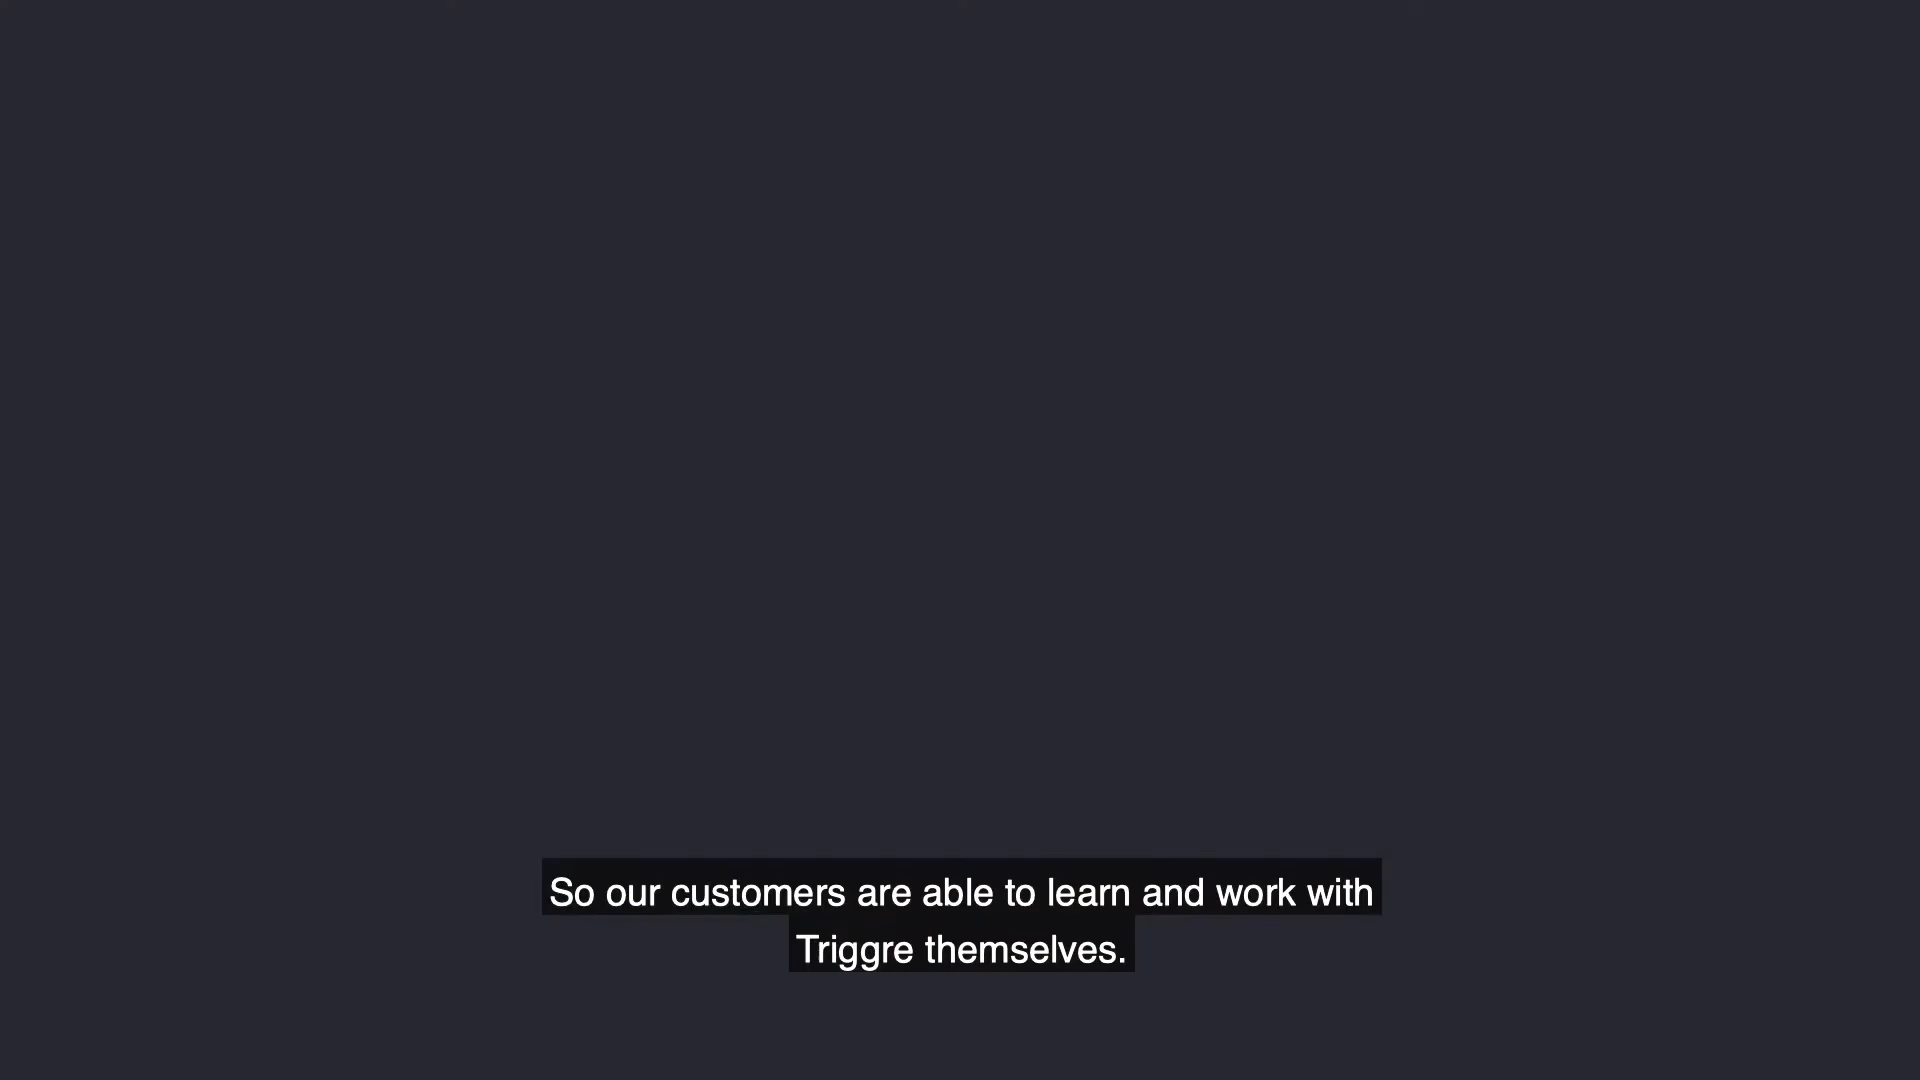 So our customers are able to learn and work with
Triggre themselves.